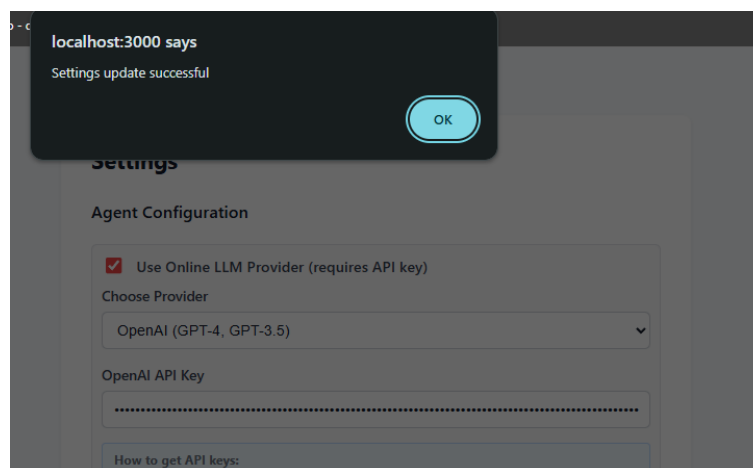 localhost:3000 says
Settings update successful
OK
Settings
Agent Configuration
Use Online LLM Provider (requires API key)
Choose Provider
OpenAI (GPT-4, GPT-3.5)
OpenAI API Key
How to get API keys: